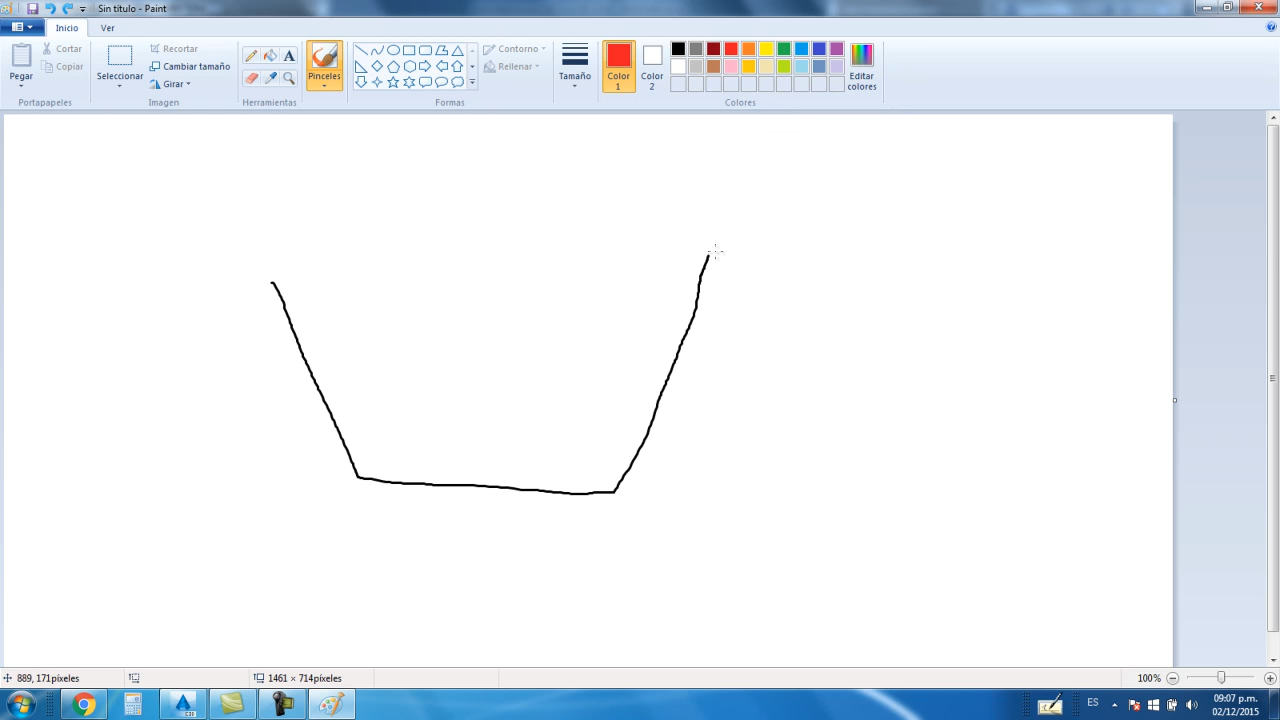 Sin título - Paint
Inicio Ver
Pegar
Cortar
Copiar
Portapapeles
Seleccionar
Recortar
Cambiar tamaño
Girar
Imagen
A
Herramientas
Pinceles
Contorno
Rellenar
Formas
Tamaño
Color 1
Color 2
Editar colores
Colores
889, 171píxeles
1461 × 714píxeles
100%
ES
09:07 p.m.
02/12/2015